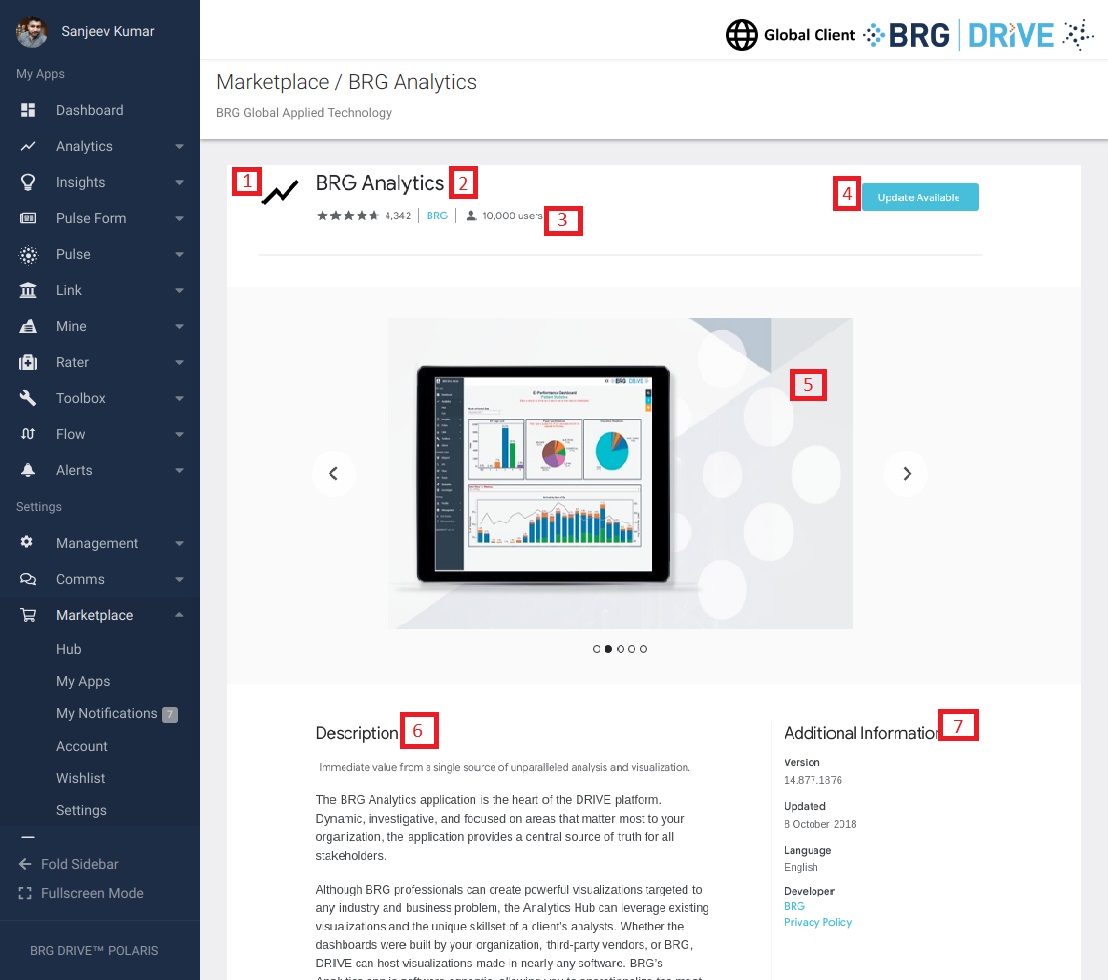 Sanjeev Kumar
Global Client
BRG | DRIVE
My Apps
Dashboard
Analytics
Insights
Pulse Form
Pulse
Link
Mine
Rater
Toolbox
Flow
Alerts
Settings
Management
Comms
Marketplace
Hub
My Apps
My Notifications 7
Account
Wishlist
Settings
Fold Sidebar
Fullscreen Mode
BRG DRIVE™ POLARIS
Marketplace / BRG Analytics
BRG Global Applied Technology
1
BRG Analytics 2
4 Update Available
4,342 | BRG | 10,000 users 3
5
E-Performance Dashboard
BRG DRIVE
Description 6
Immediate value from a single source of unparalleled analysis and visualization.
The BRG Analytics application is the heart of the DRIVE platform.
Dynamic, investigative, and focused on areas that matter most to your
organization, the application provides a central source of truth for all
stakeholders.
Although BRG professionals can create powerful visualizations targeted to
any industry and business problem, the Analytics Hub can leverage existing
visualizations and the unique skillset of a client's analysts. Whether the
dashboards were built by your organization, third-party vendors, or BRG,
DRIVE can host visualizations made in nearly any software. BRG's
Additional Information 7
Version
14.877.1876
Updated
8 October 2018
Language
English
Developer
BRG
Privacy Policy